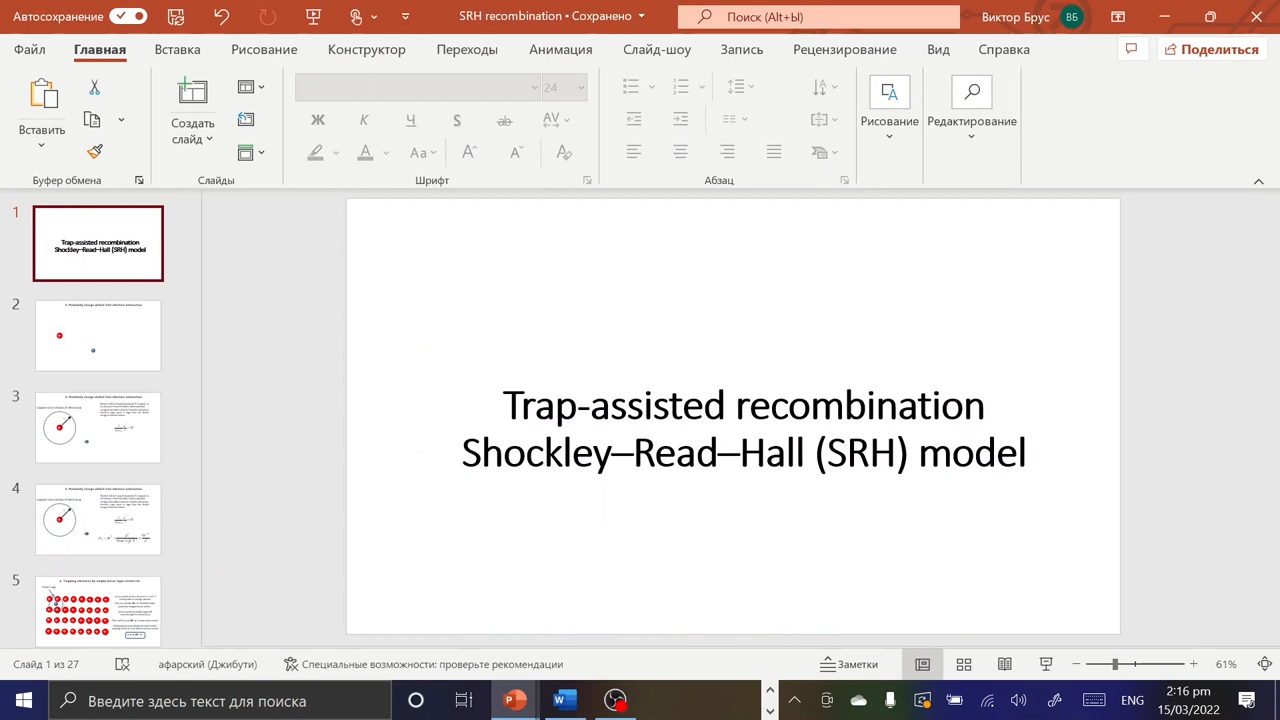 Автосохранение
SRH recombination • Сохранено
Поиск (Alt+Ы)
Виктор Брус
ВБ
Файл
Главная
Вставка
Рисование
Конструктор
Переходы
Анимация
Слайд-шоу
Запись
Рецензирование
Вид
Справка
Поделиться
Вставить
Создать
слайд
24
Ж
К
Ч
S
ab
AV
Aa
Рисование
Редактирование
Буфер обмена
Слайды
Шрифт
Абзац
1
Trap-assisted recombination
Shockley–Read–Hall (SRH) model
2
3
4
5
Trap-assisted recombination
Shockley–Read–Hall (SRH) model
Слайд 1 из 27
афарский (Джибути)
Специальные возможности: проверьте рекомендации
Заметки
61%
Введите здесь текст для поиска
ENG
2:16 pm
15/03/2022